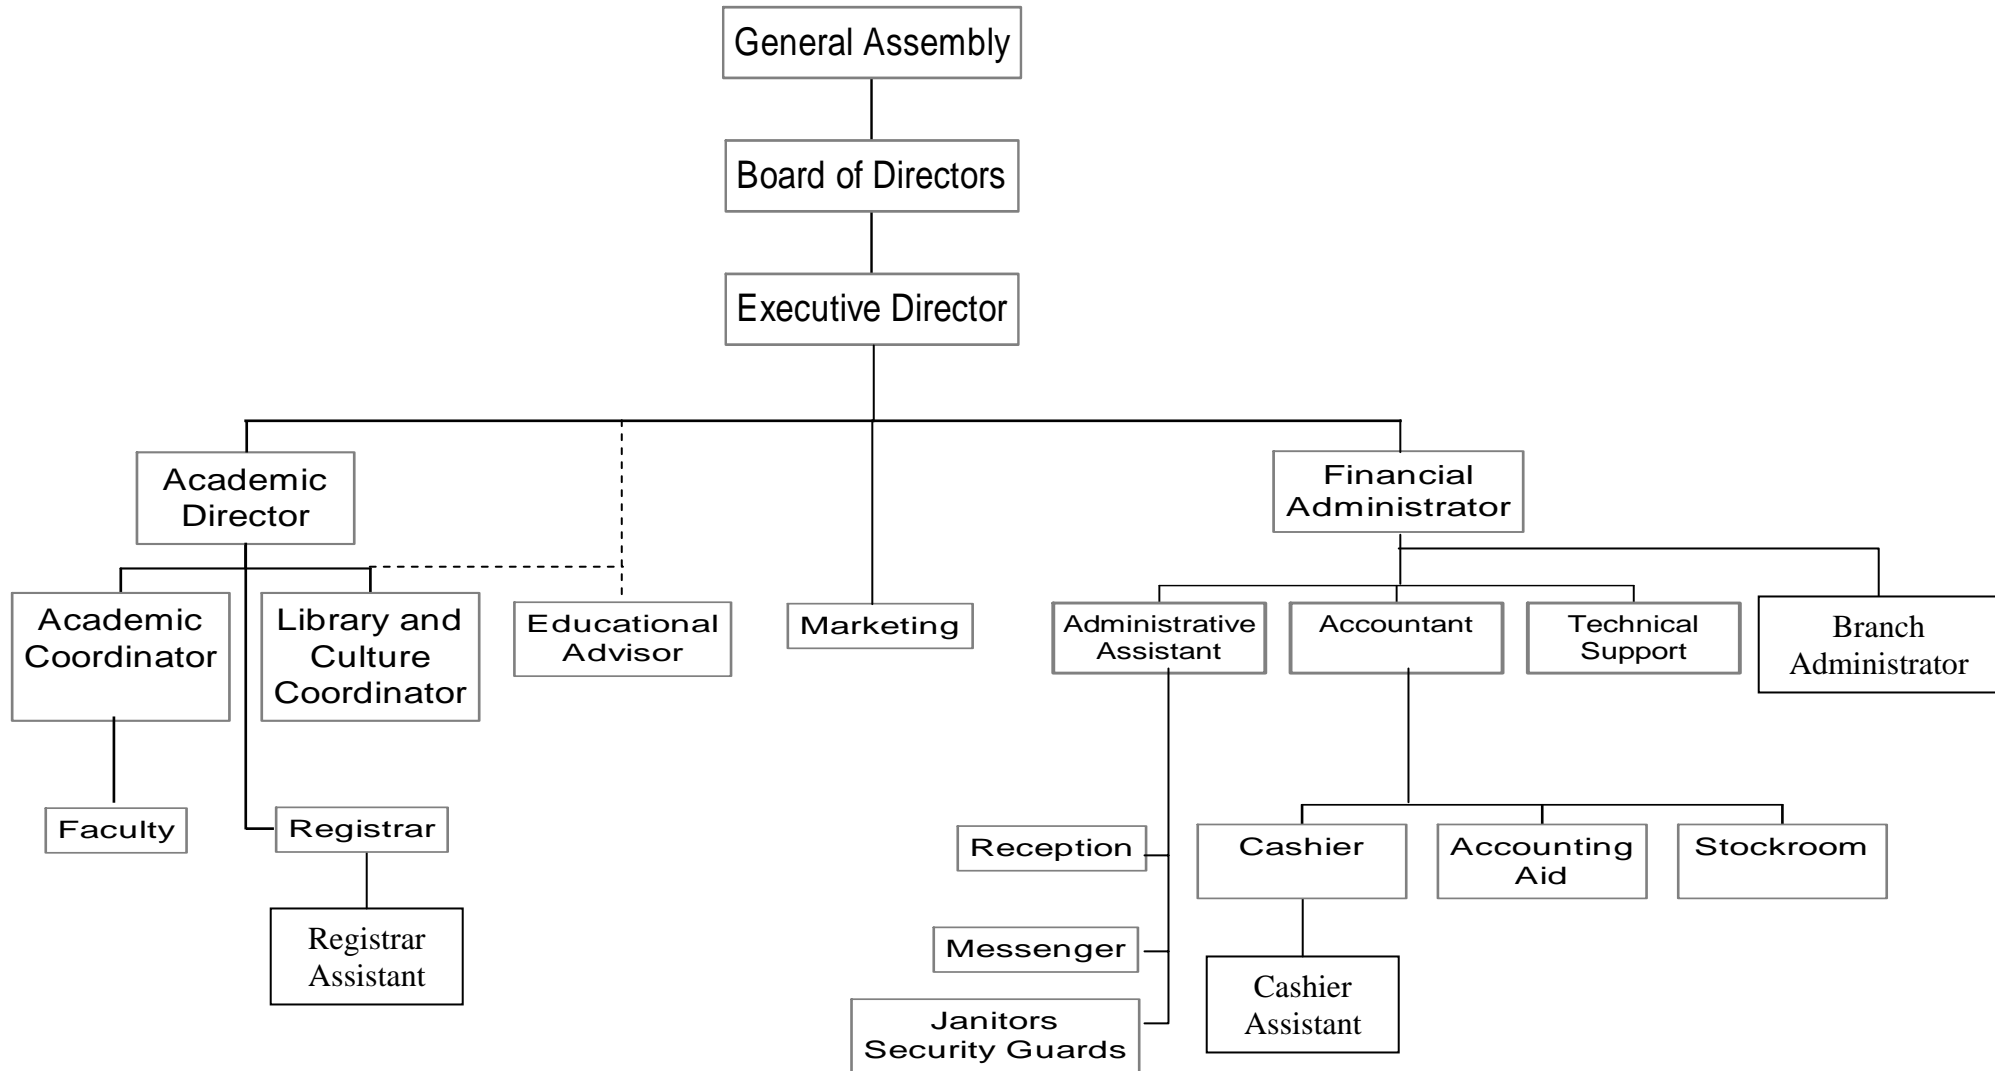 General Assembly
Board of Directors
Executive Director
Academic
Director
Financial
Administrator
Academic
Coordinator
Library and
Culture
Coordinator
Educational
Advisor
Marketing
Administrative
Assistant
Accountant
Technical
Support
Branch
Administrator
Faculty
Registrar
Reception
Cashier
Accounting
Aid
Stockroom
Registrar
Assistant
Messenger
Cashier
Assistant
Janitors
Security Guards